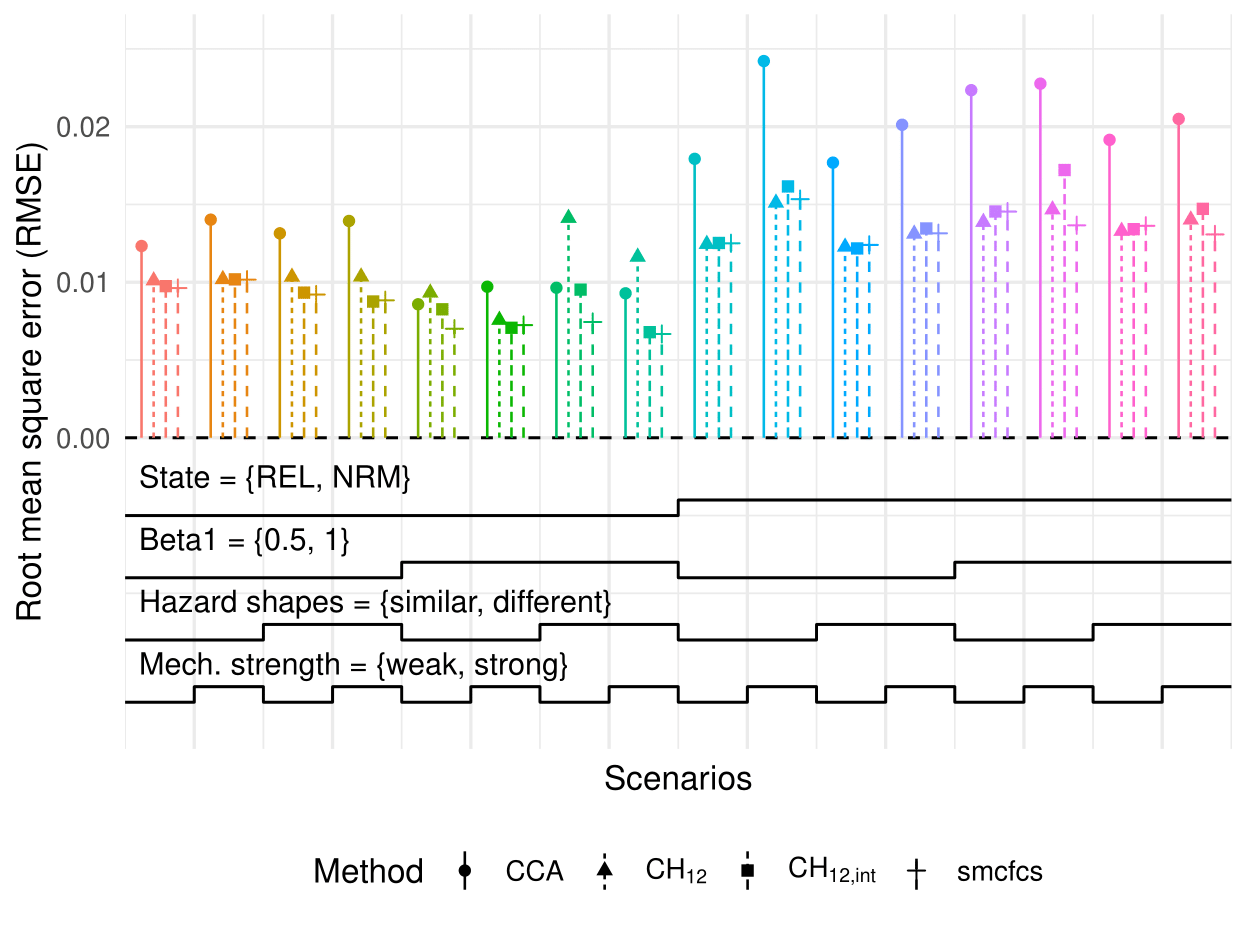 Root mean square error (RMSE)
0.02
0.01
0.00
State = {REL, NRM}
Beta1 = {0.5, 1}
Hazard shapes = {similar, different}
Mech. strength = {weak, strong}
Scenarios
Method CCA CH12 CH12,int smcfcs